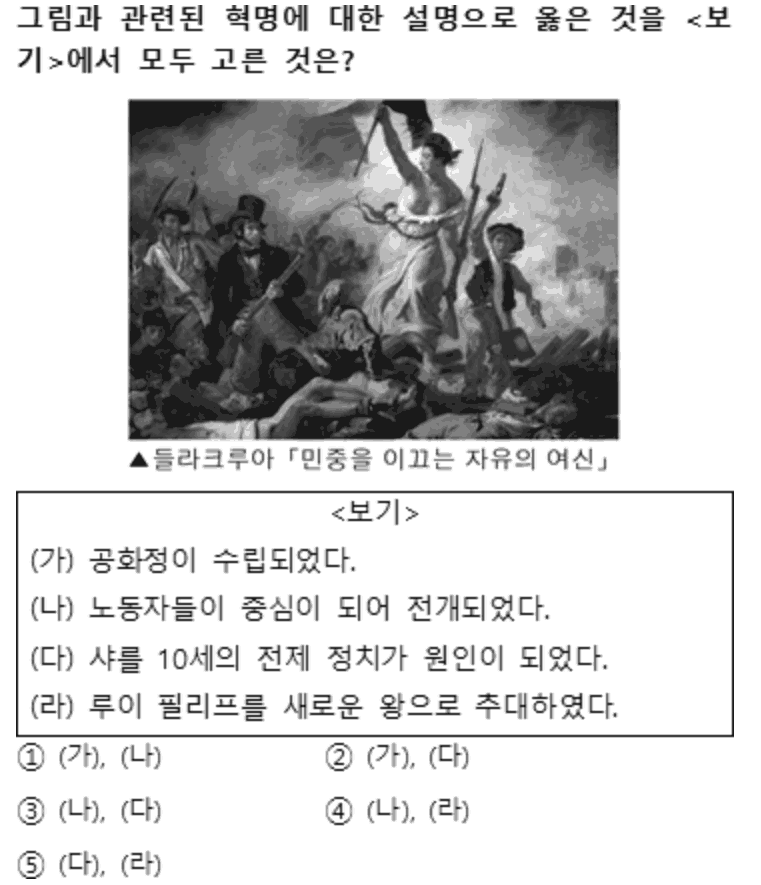 그림과 관련된 혁명에 대한 설명으로 옳은 것을 <보
기>에서 모두 고른 것은?
▲들라크루아 「민중을 이끄는 자유의 여신」
<보기>
(가) 공화정이 수립되었다.
(나) 노동자들이 중심이 되어 전개되었다.
(다) 샤를 10세의 전제 정치가 원인이 되었다.
(라) 루이 필리프를 새로운 왕으로 추대하였다.
① (가), (나) ② (가), (다)
③ (나), (다) ④ (나), (라)
⑤ (다), (라)